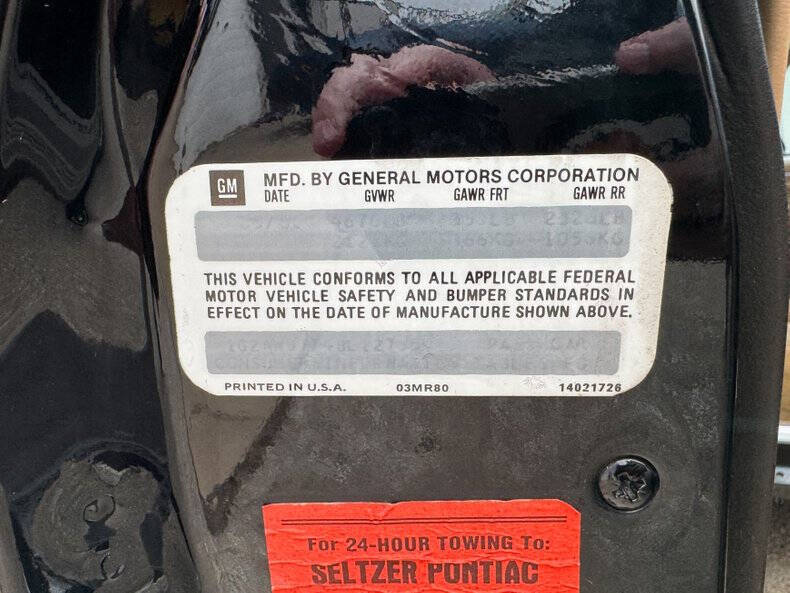 GM MFD. BY GENERAL MOTORS CORPORATION
DATE GVWR GAWR FRT GAWR RR
THIS VEHICLE CONFORMS TO ALL APPLICABLE FEDERAL
MOTOR VEHICLE SAFETY AND BUMPER STANDARDS IN
EFFECT ON THE DATE OF MANUFACTURE SHOWN ABOVE.
PRINTED IN U.S.A. 03MR80 14021726
For 24-HOUR TOWING To:
SELTZER PONTIAC